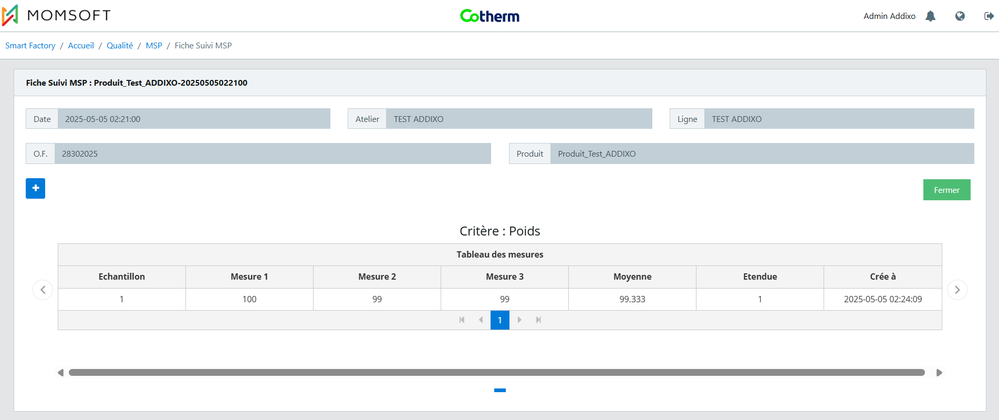 MOMSOFT
Cotherm
Admin Addixo
Smart Factory / Accueil / Qualité / MSP / Fiche Suivi MSP
Fiche Suivi MSP : Produit_Test_ADDIXO-20250505022100
Date 2025-05-05 02:21:00 Atelier TEST ADDIXO Ligne TEST ADDIXO
O.F. 28302025 Produit Produit_Test_ADDIXO
+ Fermer
Critère : Poids
Tableau des mesures
Echantillon Mesure 1 Mesure 2 Mesure 3 Moyenne Etendue Crée à
1 100 99 99 99.333 1 2025-05-05 02:24:09
1